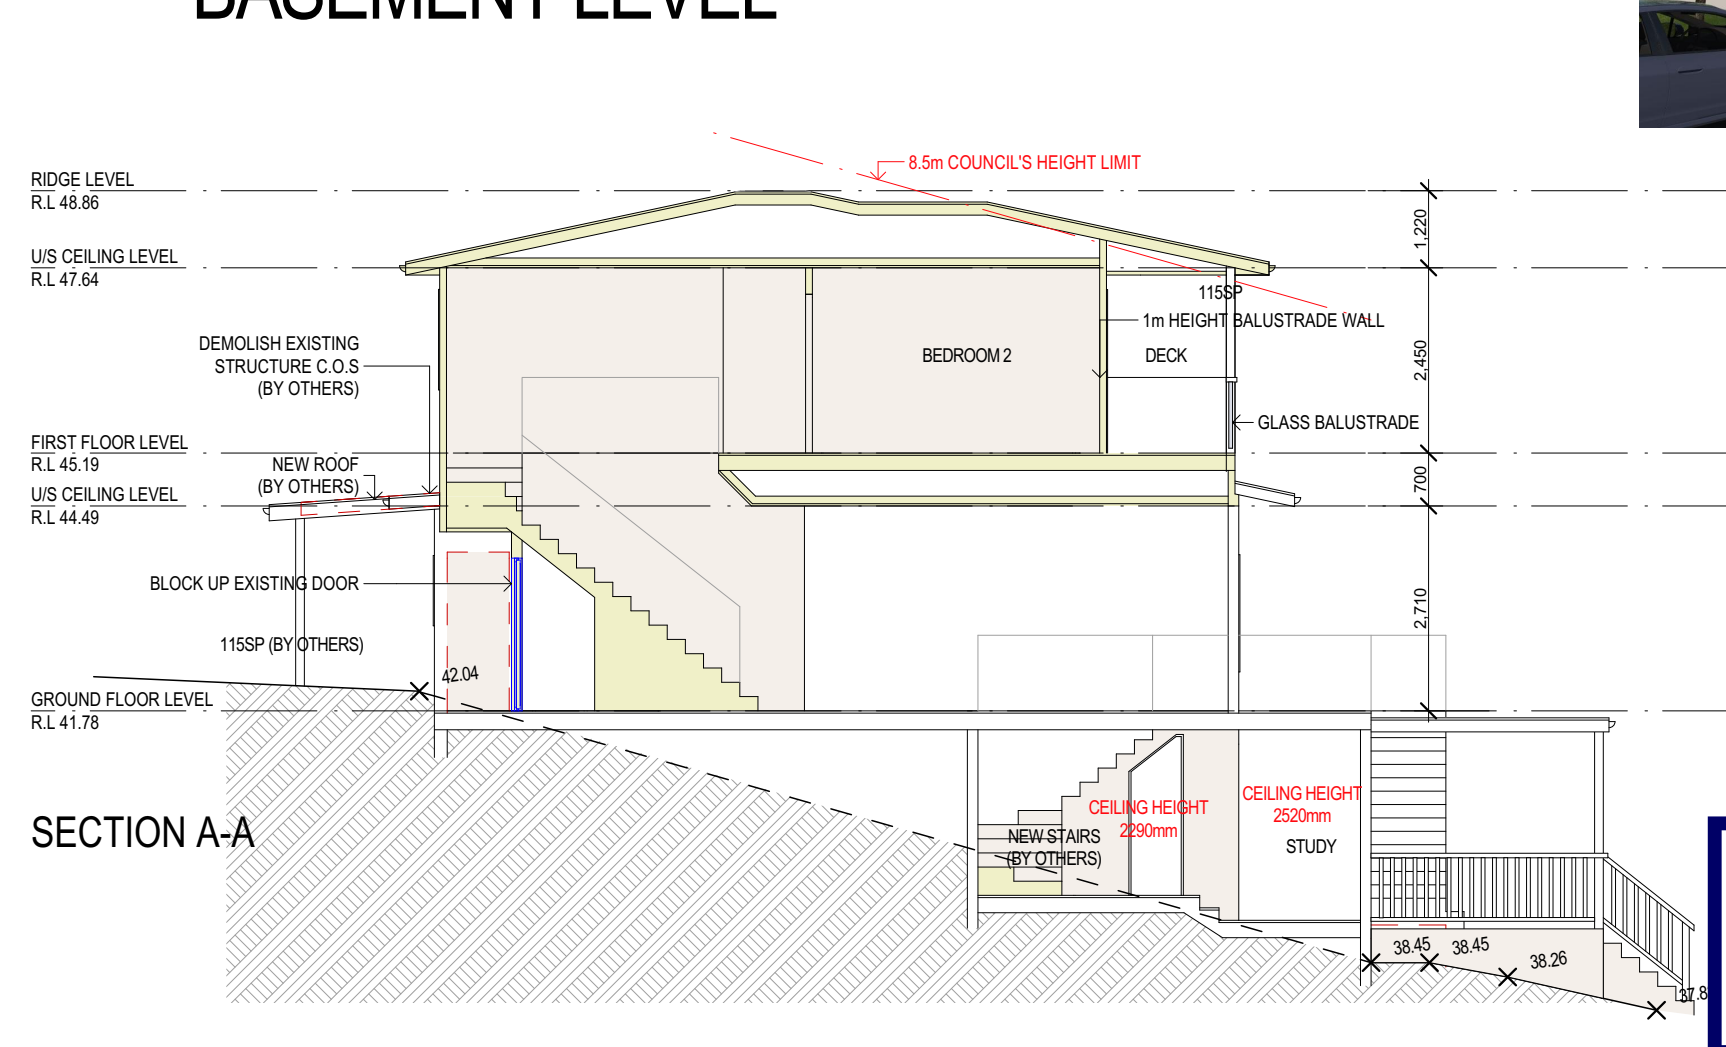 BASEMENT LEVEL
8.5m COUNCIL'S HEIGHT LIMIT
RIDGE LEVEL
R.L 48.86
1,220
U/S CEILING LEVEL
R.L 47.64
115SP
1m HEIGHT BALUSTRADE WALL
DEMOLISH EXISTING
STRUCTURE C.O.S
(BY OTHERS)
BEDROOM 2
DECK
2,450
GLASS BALUSTRADE
FIRST FLOOR LEVEL
R.L 45.19
NEW ROOF
(BY OTHERS)
700
U/S CEILING LEVEL
R.L 44.49
BLOCK UP EXISTING DOOR
2,710
115SP (BY OTHERS)
42.04
GROUND FLOOR LEVEL
R.L 41.78
SECTION A-A
CEILING HEIGHT
2290mm
CEILING HEIGHT
2520mm
NEW STAIRS
(BY OTHERS)
STUDY
38.45
38.45
38.26
37.8